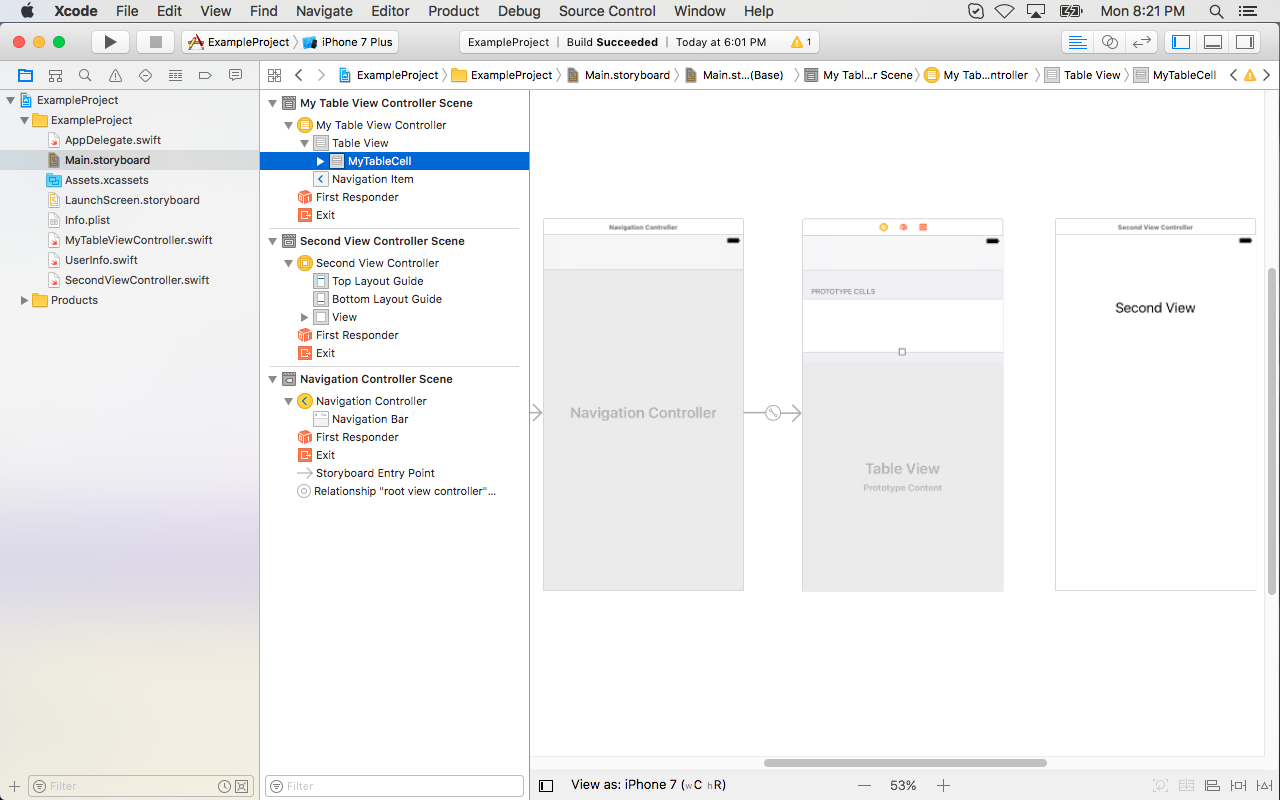 Xcode File Edit View Find Navigate Editor Product Debug Source Control Window Help Mon 8:21 PM
ExampleProject iPhone 7 Plus ExampleProject Build Succeeded Today at 6:01 PM 1
ExampleProject ExampleProject Main.storyboard Main.st...(Base) My Tabl...r Scene My Tab...ntroller Table View MyTableCell
ExampleProject
ExampleProject
AppDelegate.swift
Main.storyboard
Assets.xcassets
LaunchScreen.storyboard
Info.plist
MyTableViewController.swift
UserInfo.swift
SecondViewController.swift
Products
Filter
My Table View Controller Scene
My Table View Controller
Table View
MyTableCell
Navigation Item
First Responder
Exit
Second View Controller Scene
Second View Controller
Top Layout Guide
Bottom Layout Guide
View
First Responder
Exit
Navigation Controller Scene
Navigation Controller
Navigation Bar
First Responder
Exit
Storyboard Entry Point
Relationship "root view controller"...
Filter
Navigation Controller
Navigation Controller
PROTOTYPE CELLS
Table View
Prototype Content
Second View Controller
Second View
View as: iPhone 7 (wC hR) 53%